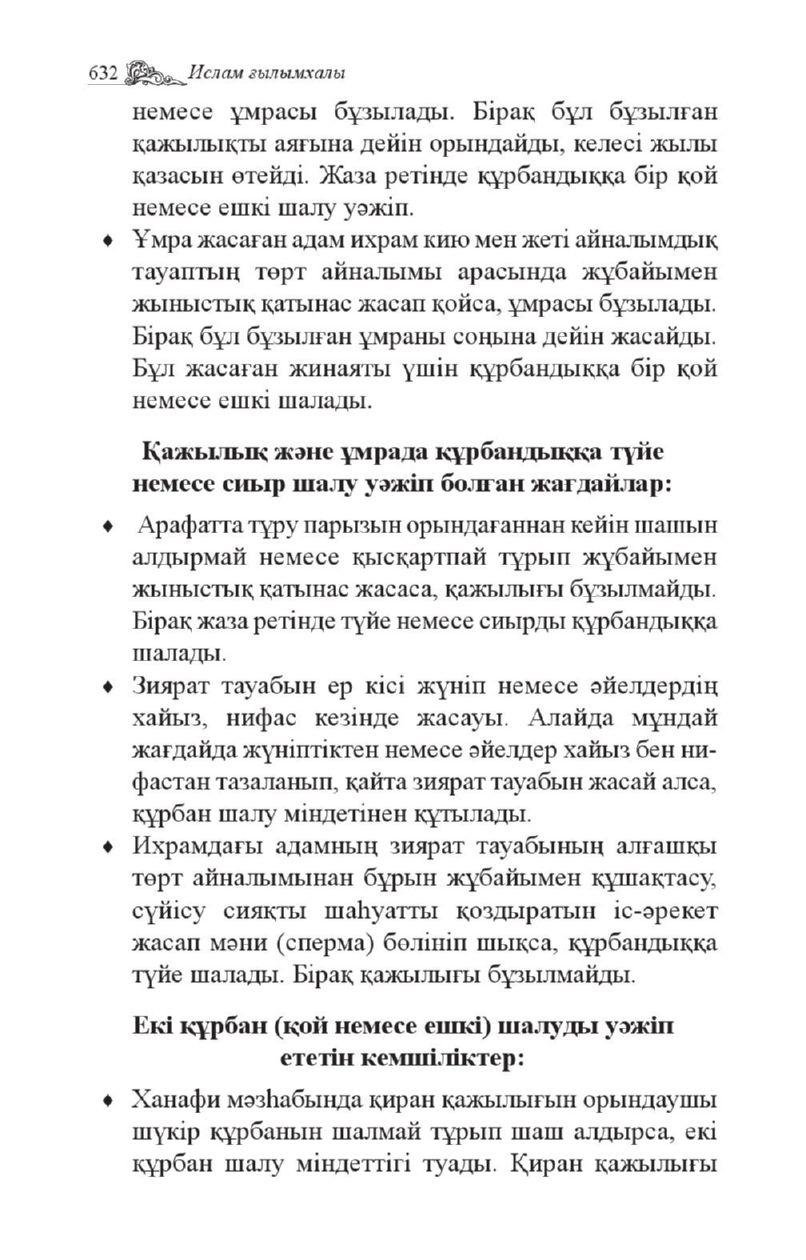 632 Ислам ғылымхалы
немесе ұмрасы бұзылады. Бірақ бұл бұзылған
қажылықты аяғына дейін орындайды, келесі жылы
қазасын өтейді. Жаза ретінде құрбандыққа бір қой
немесе ешкі шалу уәжіп.
♦ Ұмра жасаған адам ихрам кию мен жеті айналымдық
тауаптың төрт айналымы арасында жұбайымен
жыныстық қатынас жасап қойса, ұмрасы бұзылады.
Бірақ бұл бұзылған ұмраны соңына дейін жасайды.
Бұл жасаған жинаяты үшін құрбандыққа бір қой
немесе ешкі шалады.
Қажылық және ұмрада құрбандыққа түйе
немесе сиыр шалу уәжіп болған жағдайлар:
♦ Арафатта тұру парызын орындағаннан кейін шашын
алдырмай немесе қысқартпай тұрып жұбайымен
жыныстық қатынас жасаса, қажылығы бұзылмайды.
Бірақ жаза ретінде түйе немесе сиырды құрбандыққа
шалады.
♦ Зиярат тауабын ер кісі жүніп немесе әйелдердің
хайыз, нифас кезінде жасауы. Алайда мұндай
жағдайда жүніптіктен немесе әйелдер хайыз бен ни-
фастан тазаланып, қайта зиярат тауабын жасай алса,
құрбан шалу міндетінен құтылады.
♦ Ихрамдағы адамның зиярат тауабының алғашқы
төрт айналымынан бұрын жұбайымен құшақтасу,
сүйісу сияқты шаһуатты қоздыратын іс-әрекет
жасап мәни (сперма) бөлініп шықса, құрбандыққа
түйе шалады. Бірақ қажылығы бұзылмайды.
Екі құрбан (қой немесе ешкі) шалуды уәжіп
ететін кемшіліктер:
♦ Ханафи мәзһабында қиран қажылығын орындаушы
шүкір құрбанын шалмай тұрып шаш алдырса, екі
құрбан шалу міндеттігі туады. Қиран қажылығы